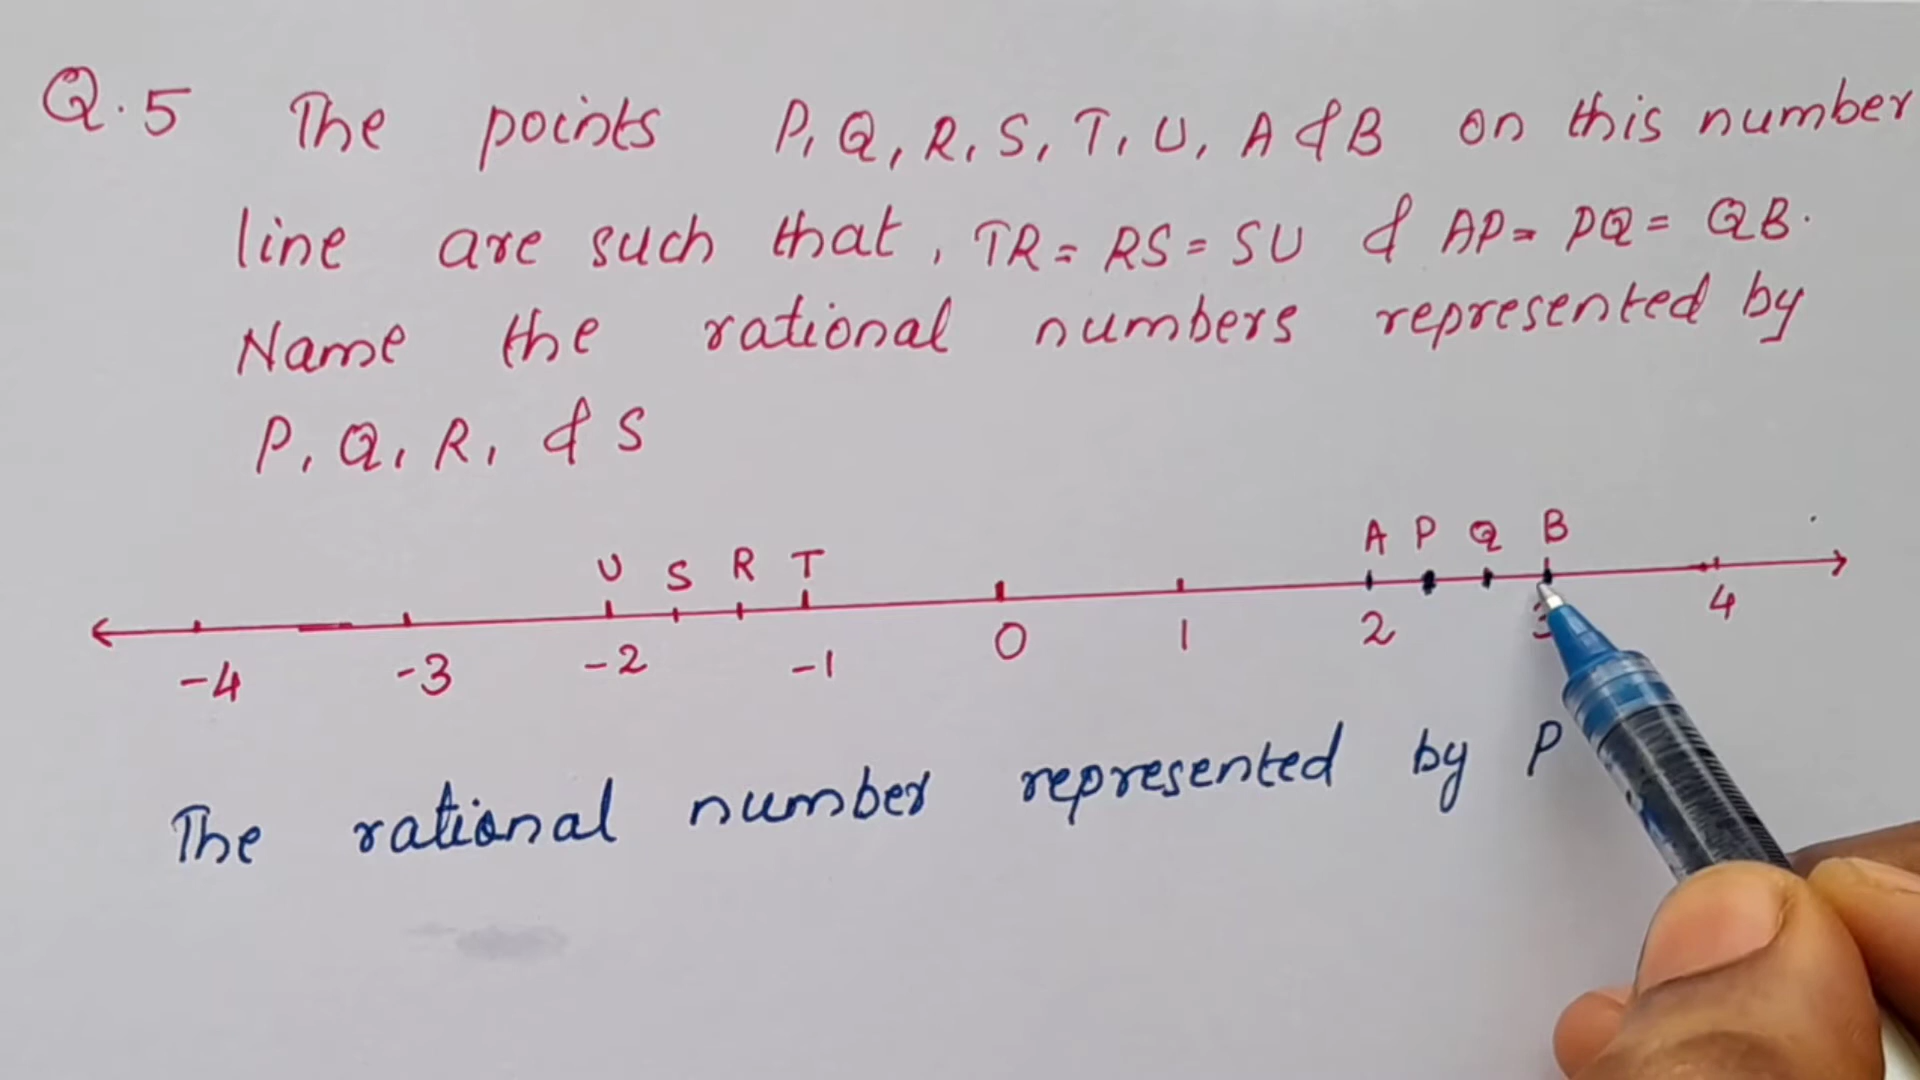 Q.5 The points P, Q, R, S, T, U, A & B on this number
line are such that, TR = RS = SU & AP = PQ = QB.
Name the rational numbers represented by
P, Q, R, & S
U S R T A P Q B
-4 -3 -2 -1 0 1 2 3 4
The rational number represented by P